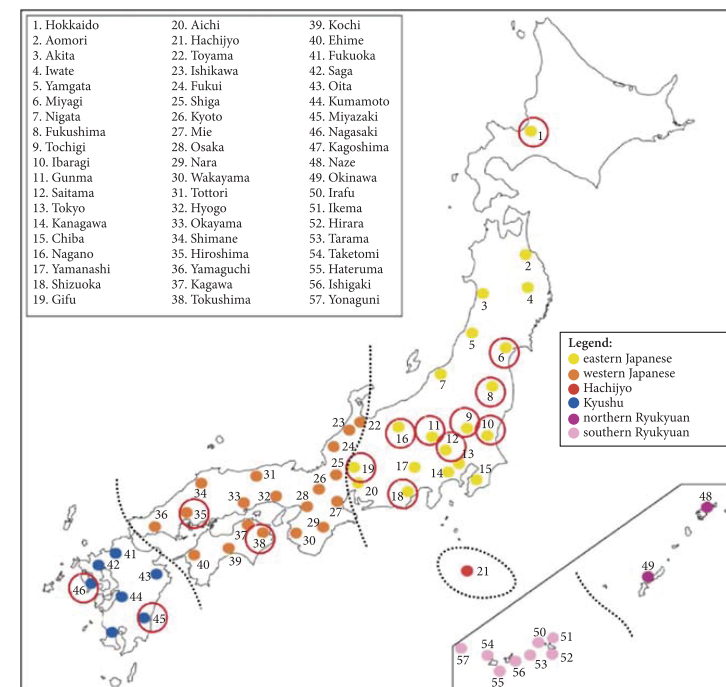 1. Hokkaido
2. Aomori
3. Akita
4. Iwate
5. Yamgata
6. Miyagi
7. Nigata
8. Fukushima
9. Tochigi
10. Ibaragi
11. Gunma
12. Saitama
13. Tokyo
14. Kanagawa
15. Chiba
16. Nagano
17. Yamanashi
18. Shizuoka
19. Gifu
20. Aichi
21. Hachijyo
22. Toyama
23. Ishikawa
24. Fukui
25. Shiga
26. Kyoto
27. Mie
28. Osaka
29. Nara
30. Wakayama
31. Tottori
32. Hyogo
33. Okayama
34. Shimane
35. Hiroshima
36. Yamaguchi
37. Kagawa
38. Tokushima
39. Kochi
40. Ehime
41. Fukuoka
42. Saga
43. Oita
44. Kumamoto
45. Miyazaki
46. Nagasaki
47. Kagoshima
48. Naze
49. Okinawa
50. Irafu
51. Ikema
52. Hirara
53. Tarama
54. Taketomi
55. Hateruma
56. Ishigaki
57. Yonaguni
1
2
3
4
5
6
7
8
9
10
11
12
13
14
15
16
17
18
19
20
22
23
24
25
26
27
28
29
30
31
32
33
34
35
36
37
38
39
40
41
42
43
44
45
46
21
48
49
50
51
52
53
54
55
56
57
Legend:
eastern Japanese
western Japanese
Hachijyo
Kyushu
northern Ryukyuan
southern Ryukyuan